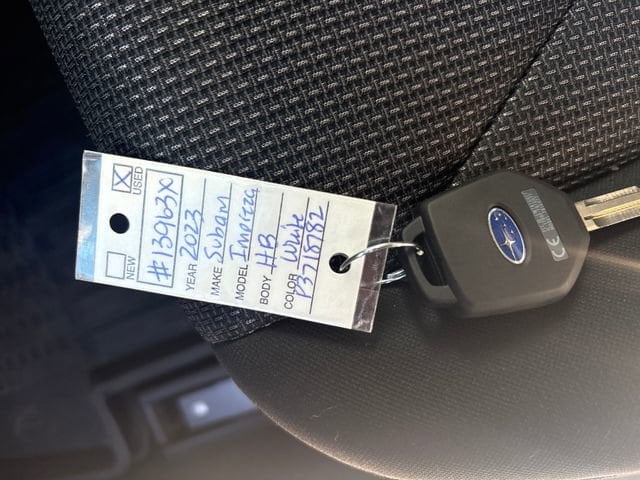 NEW X USED
#13963X
YEAR 2023
MAKE Subaru
MODEL Impreza
BODY HB
COLOR White
P3718782
CE